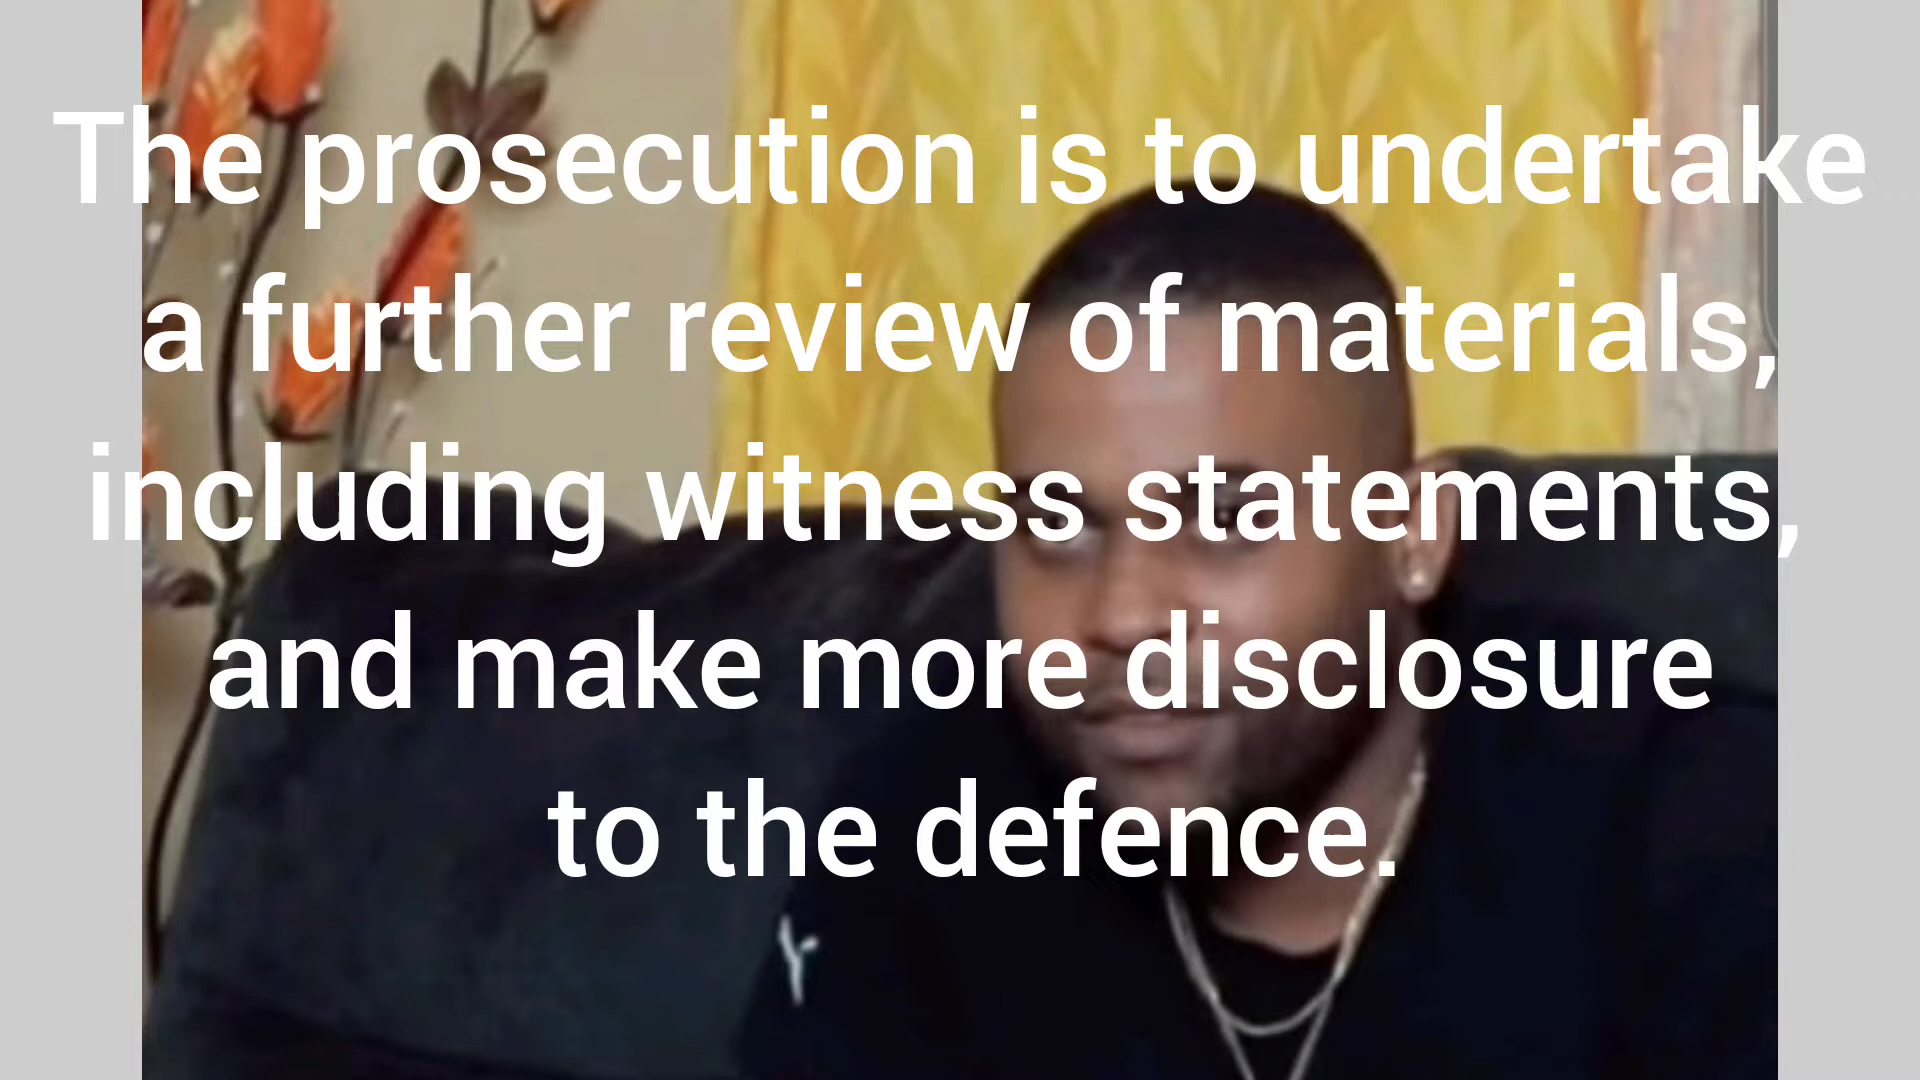 The prosecution is to undertake
a further review of materials,
including witness statements,
and make more disclosure
to the defence.